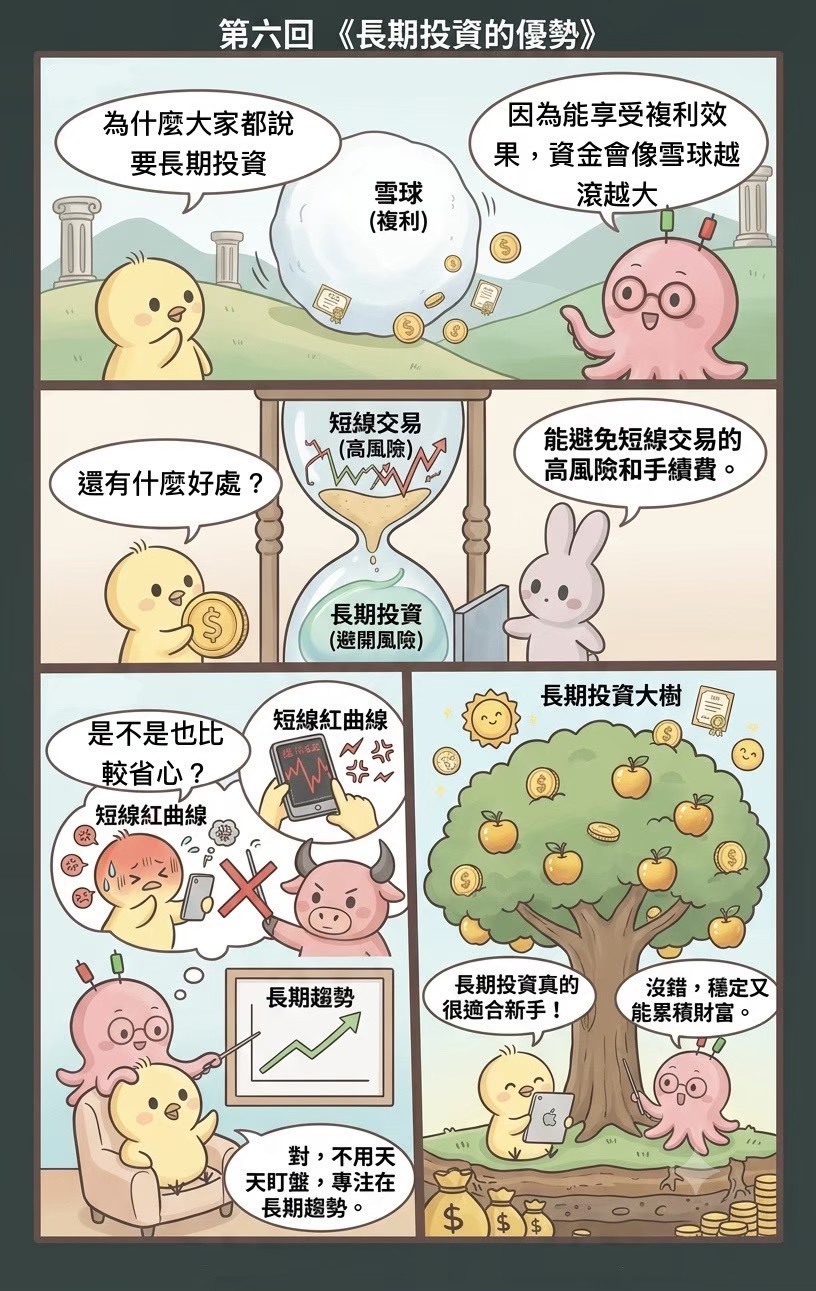 第六回 《長期投資的優勢》
為什麼大家都說
要長期投資
雪球
(複利)
因為能享受複利效
果，資金會像雪球越
滾越大
還有什麼好處？
短線交易
(高風險)
長期投資
(避開風險)
能避免短線交易的
高風險和手續費。
是不是也比
較省心？
短線紅曲線
短線紅曲線
長期趨勢
對，不用天
天盯盤，專注在
長期趨勢。
長期投資大樹
長期投資真的
很適合新手！
沒錯，穩定又
能累積財富。